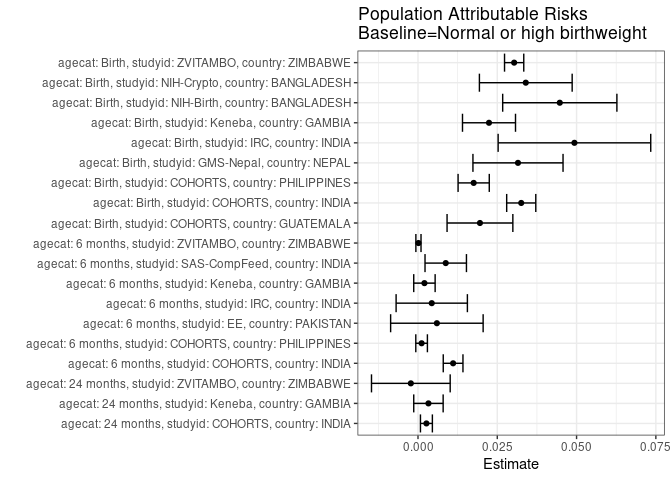 Population Attributable Risks
Baseline=Normal or high birthweight
agecat: Birth, studyid: ZVITAMBO, country: ZIMBABWE
agecat: Birth, studyid: NIH-Crypto, country: BANGLADESH
agecat: Birth, studyid: NIH-Birth, country: BANGLADESH
agecat: Birth, studyid: Keneba, country: GAMBIA
agecat: Birth, studyid: IRC, country: INDIA
agecat: Birth, studyid: GMS-Nepal, country: NEPAL
agecat: Birth, studyid: COHORTS, country: PHILIPPINES
agecat: Birth, studyid: COHORTS, country: INDIA
agecat: Birth, studyid: COHORTS, country: GUATEMALA
agecat: 6 months, studyid: ZVITAMBO, country: ZIMBABWE
agecat: 6 months, studyid: SAS-CompFeed, country: INDIA
agecat: 6 months, studyid: Keneba, country: GAMBIA
agecat: 6 months, studyid: IRC, country: INDIA
agecat: 6 months, studyid: EE, country: PAKISTAN
agecat: 6 months, studyid: COHORTS, country: PHILIPPINES
agecat: 6 months, studyid: COHORTS, country: INDIA
agecat: 24 months, studyid: ZVITAMBO, country: ZIMBABWE
agecat: 24 months, studyid: Keneba, country: GAMBIA
agecat: 24 months, studyid: COHORTS, country: INDIA
0.000 0.025 0.050 0.075
Estimate